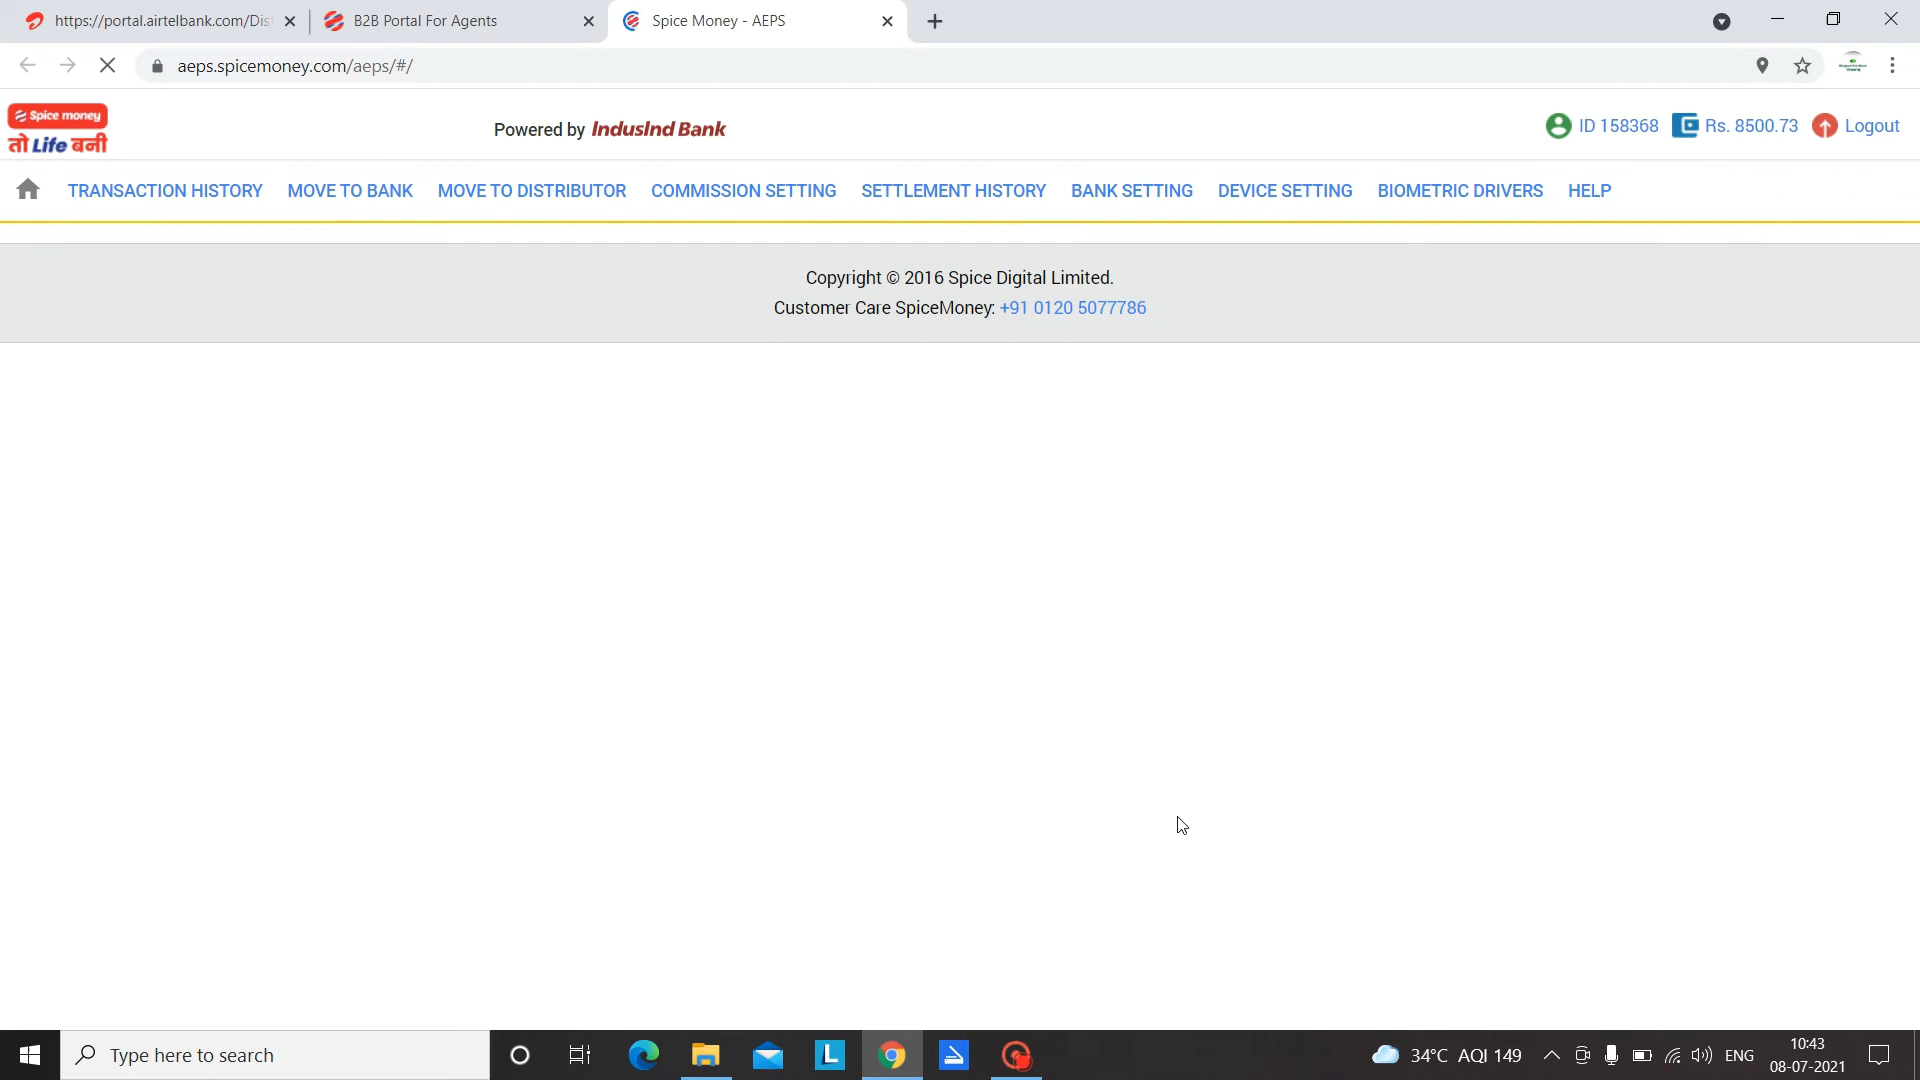 https://portal.airtelbank.com/Dis
B2B Portal For Agents
Spice Money - AEPS
aeps.spicemoney.com/aeps/#/
Spice money
तो Life बनी
Powered by IndusInd Bank
ID 158368
Rs. 8500.73
Logout
TRANSACTION HISTORY
MOVE TO BANK
MOVE TO DISTRIBUTOR
COMMISSION SETTING
SETTLEMENT HISTORY
BANK SETTING
DEVICE SETTING
BIOMETRIC DRIVERS
HELP
Copyright © 2016 Spice Digital Limited.
Customer Care SpiceMoney: +91 0120 5077786
Type here to search
L
34°C AQI 149
ENG
10:43
08-07-2021